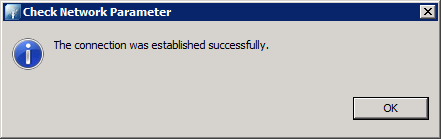 Check Network Parameter
The connection was established successfully.
OK